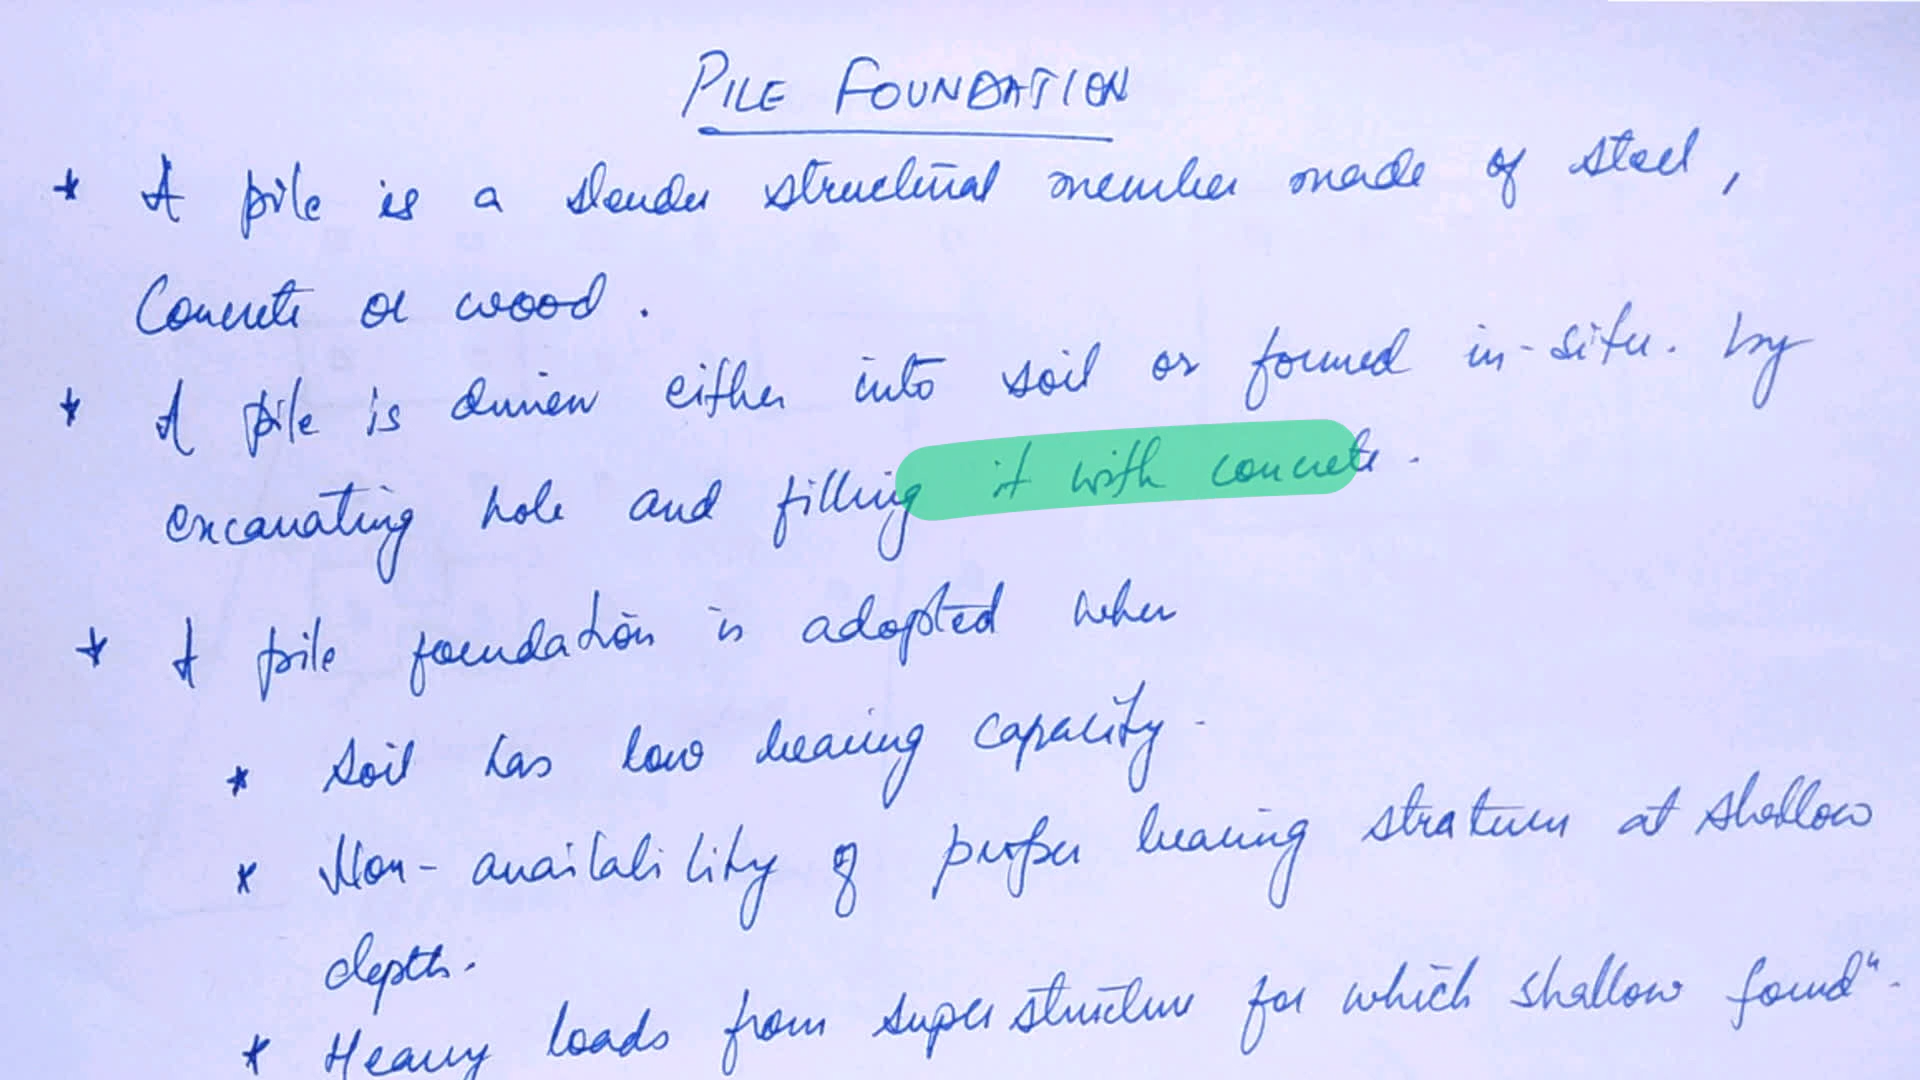 PILE FOUNDATION
* A pile is a slender structural member made of steel,
Concrete or wood.
* A pile is driven either into soil or formed in-situ. by
excavating hole and filling it with concrete.
* A pile foundation is adopted when
* Soil has low bearing capacity.
* Non-availability of proper bearing stratum at shallow
depth.
* Heavy loads from super structure for which shallow foundⁿ.